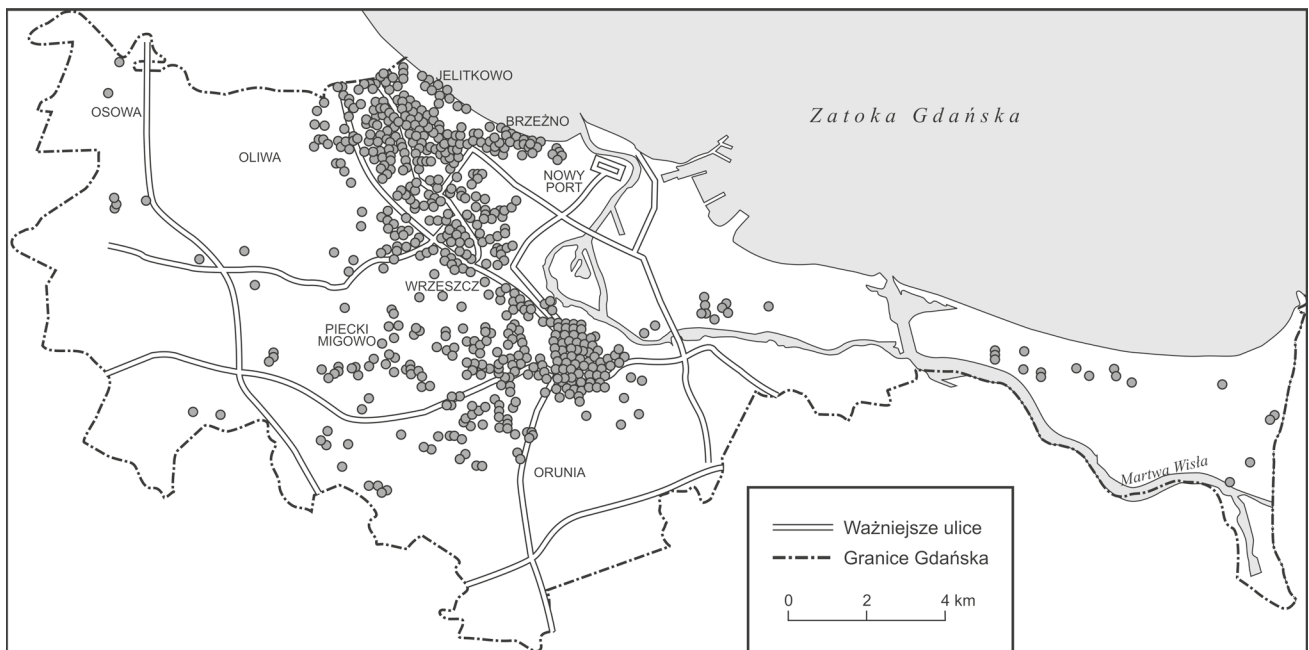 JELITKOWO
OSOWA
BRZEŹNO
Zatoka Gdańska
OLIWA
NOWY
PORT
WRZESZCZ
PIECKI
MIGOWO
ORUNIA
Martwa Wisła
Ważniejsze ulice
Granice Gdańska
0 2 4 km